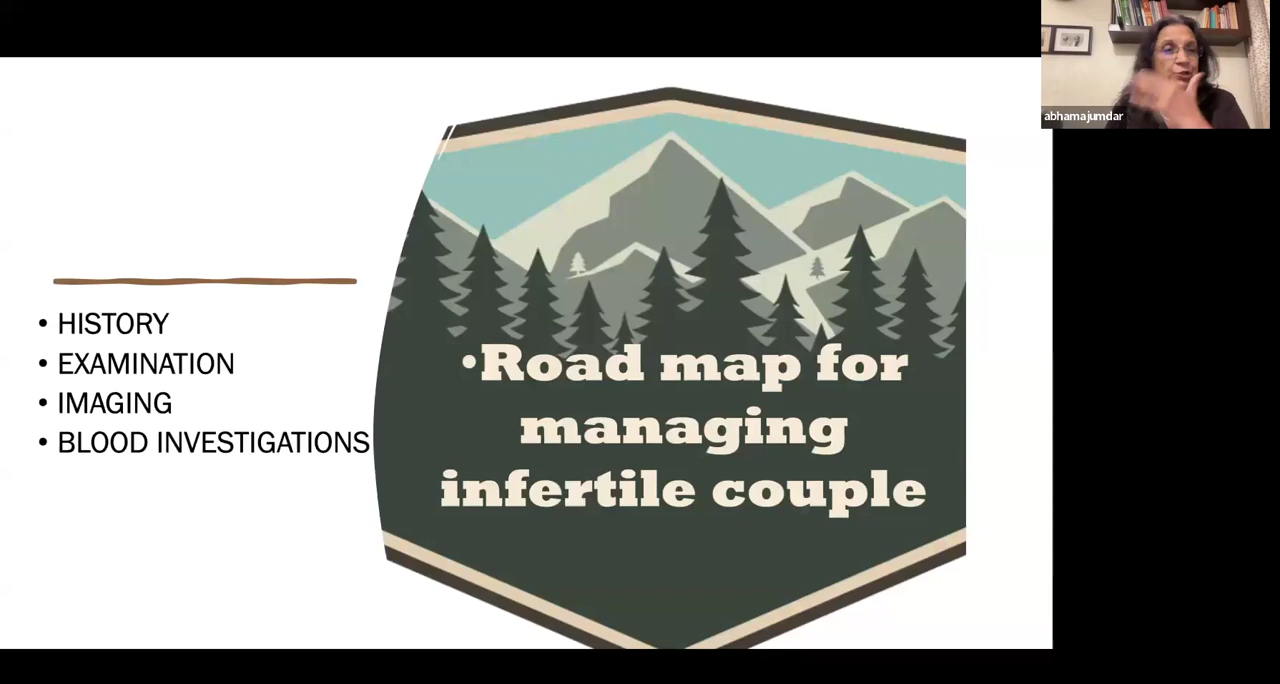 • HISTORY
• EXAMINATION
• IMAGING
• BLOOD INVESTIGATIONS
•Road map for
managing
infertile couple
abhamajumdar